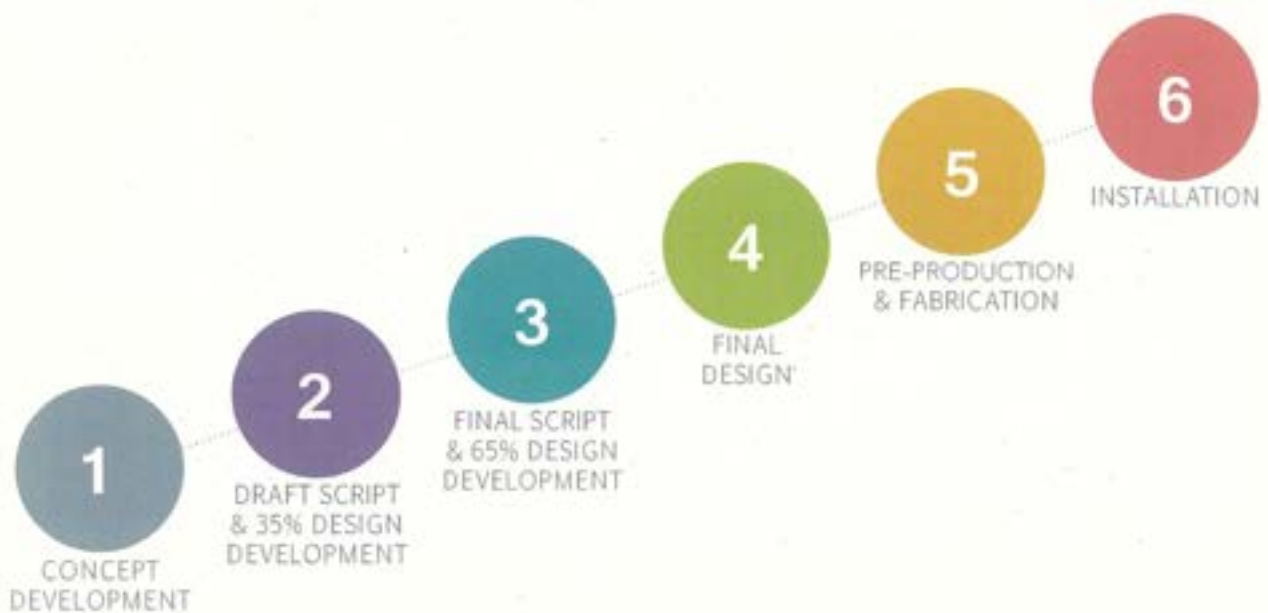 1
CONCEPT
DEVELOPMENT
2
DRAFT SCRIPT
& 35% DESIGN
DEVELOPMENT
3
FINAL SCRIPT
& 65% DESIGN
DEVELOPMENT
4
FINAL
DESIGN
5
PRE-PRODUCTION
& FABRICATION
6
INSTALLATION